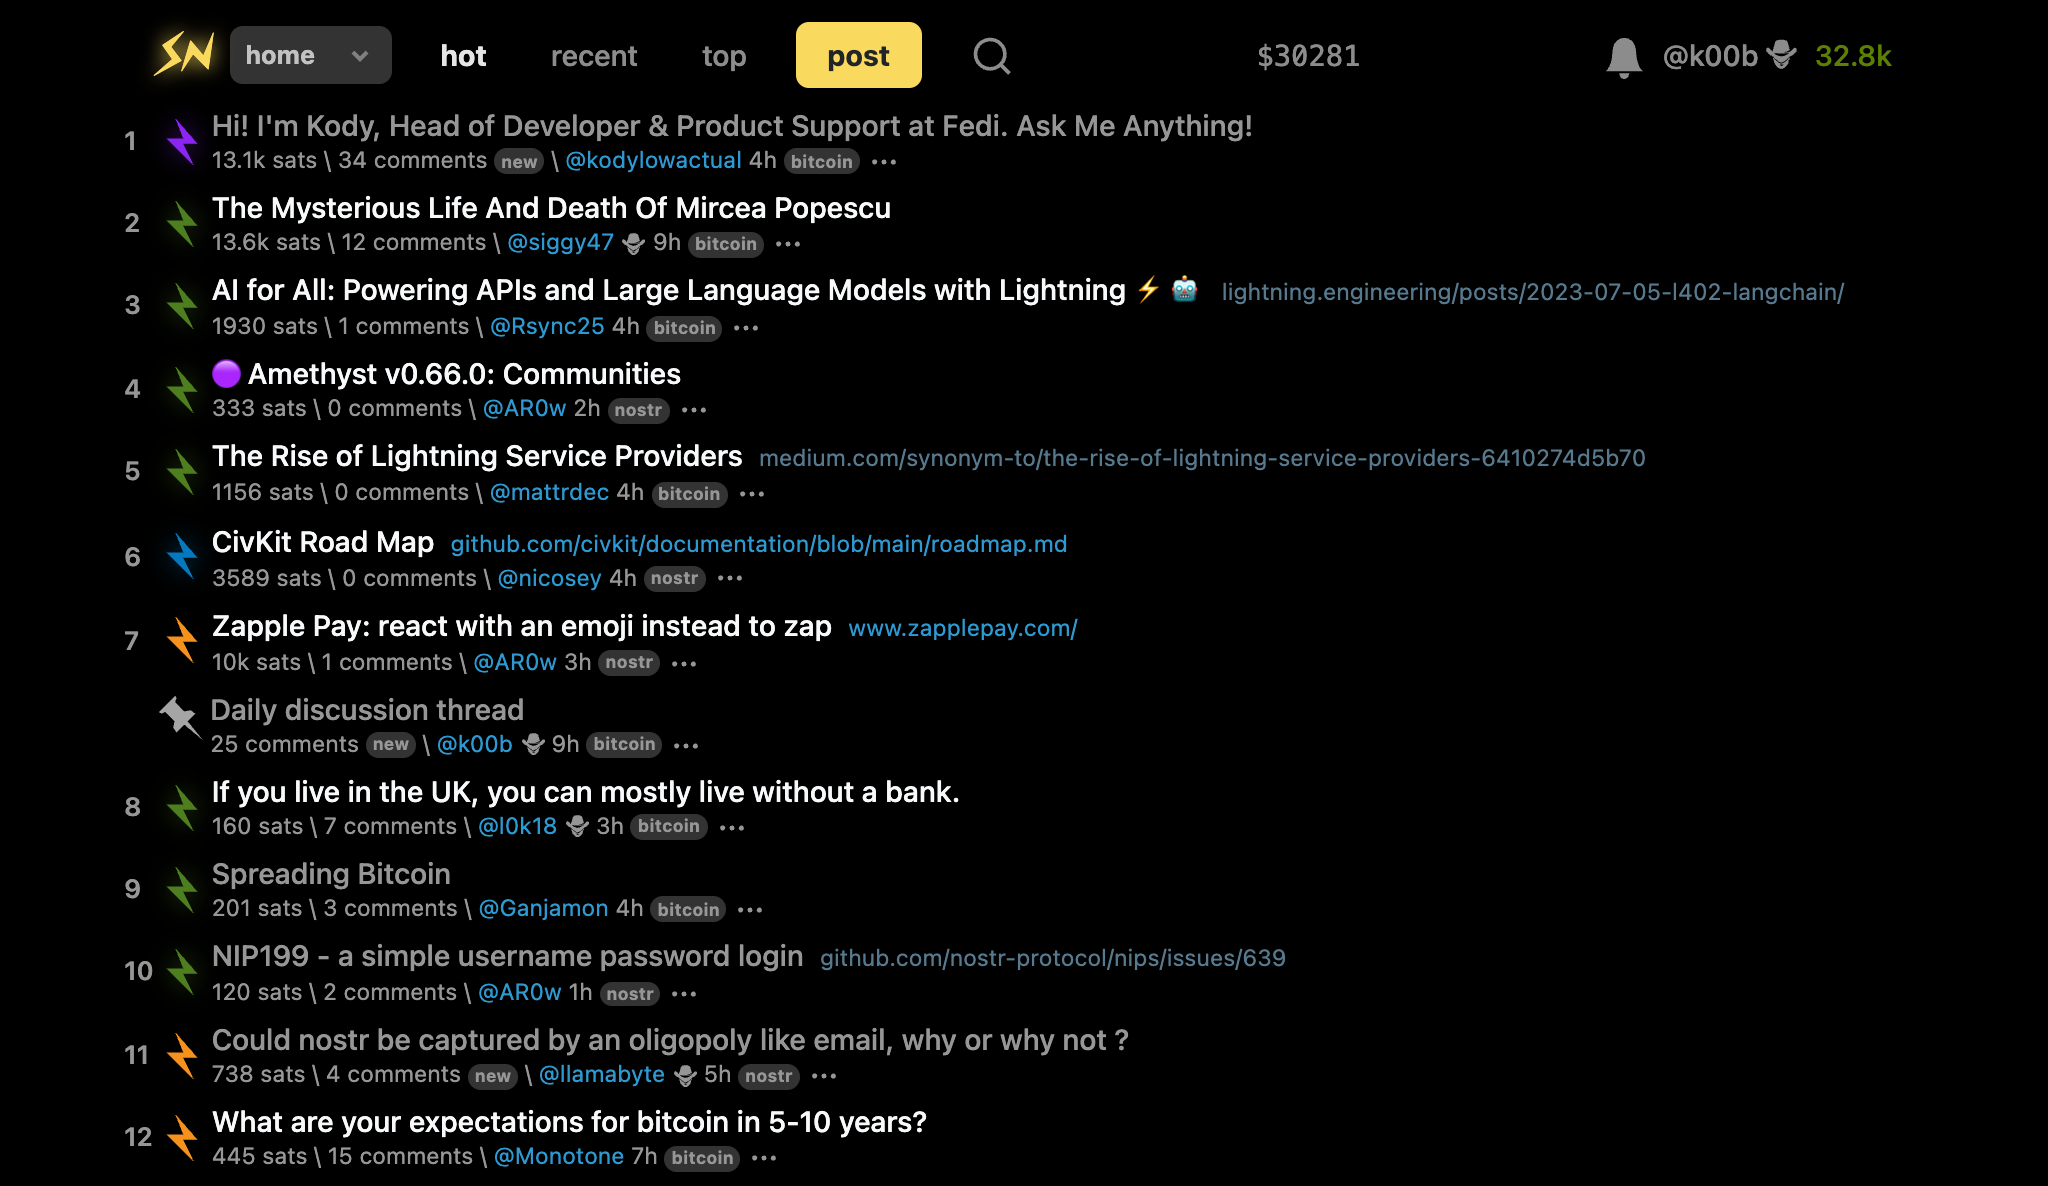 SN home hot recent top post $30281 @k00b 32.8k
1 Hi! I'm Kody, Head of Developer & Product Support at Fedi. Ask Me Anything!
13.1k sats \ 34 comments new \ @kodylowactual 4h bitcoin ...
2 The Mysterious Life And Death Of Mircea Popescu
13.6k sats \ 12 comments \ @siggy47 9h bitcoin ...
3 AI for All: Powering APIs and Large Language Models with Lightning ⚡ 🤖 lightning.engineering/posts/2023-07-05-l402-langchain/
1930 sats \ 1 comments \ @Rsync25 4h bitcoin ...
4 🟣 Amethyst v0.66.0: Communities
333 sats \ 0 comments \ @AR0w 2h nostr ...
5 The Rise of Lightning Service Providers medium.com/synonym-to/the-rise-of-lightning-service-providers-6410274d5b70
1156 sats \ 0 comments \ @mattrdec 4h bitcoin ...
6 CivKit Road Map github.com/civkit/documentation/blob/main/roadmap.md
3589 sats \ 0 comments \ @nicosey 4h nostr ...
7 Zapple Pay: react with an emoji instead to zap www.zapplepay.com/
10k sats \ 1 comments \ @AR0w 3h nostr ...
Daily discussion thread
25 comments new \ @k00b 9h bitcoin ...
8 If you live in the UK, you can mostly live without a bank.
160 sats \ 7 comments \ @l0k18 3h bitcoin ...
9 Spreading Bitcoin
201 sats \ 3 comments \ @Ganjamon 4h bitcoin ...
10 NIP199 - a simple username password login github.com/nostr-protocol/nips/issues/639
120 sats \ 2 comments \ @AR0w 1h nostr ...
11 Could nostr be captured by an oligopoly like email, why or why not ?
738 sats \ 4 comments new \ @llamabyte 5h nostr ...
12 What are your expectations for bitcoin in 5-10 years?
445 sats \ 15 comments \ @Monotone 7h bitcoin ...